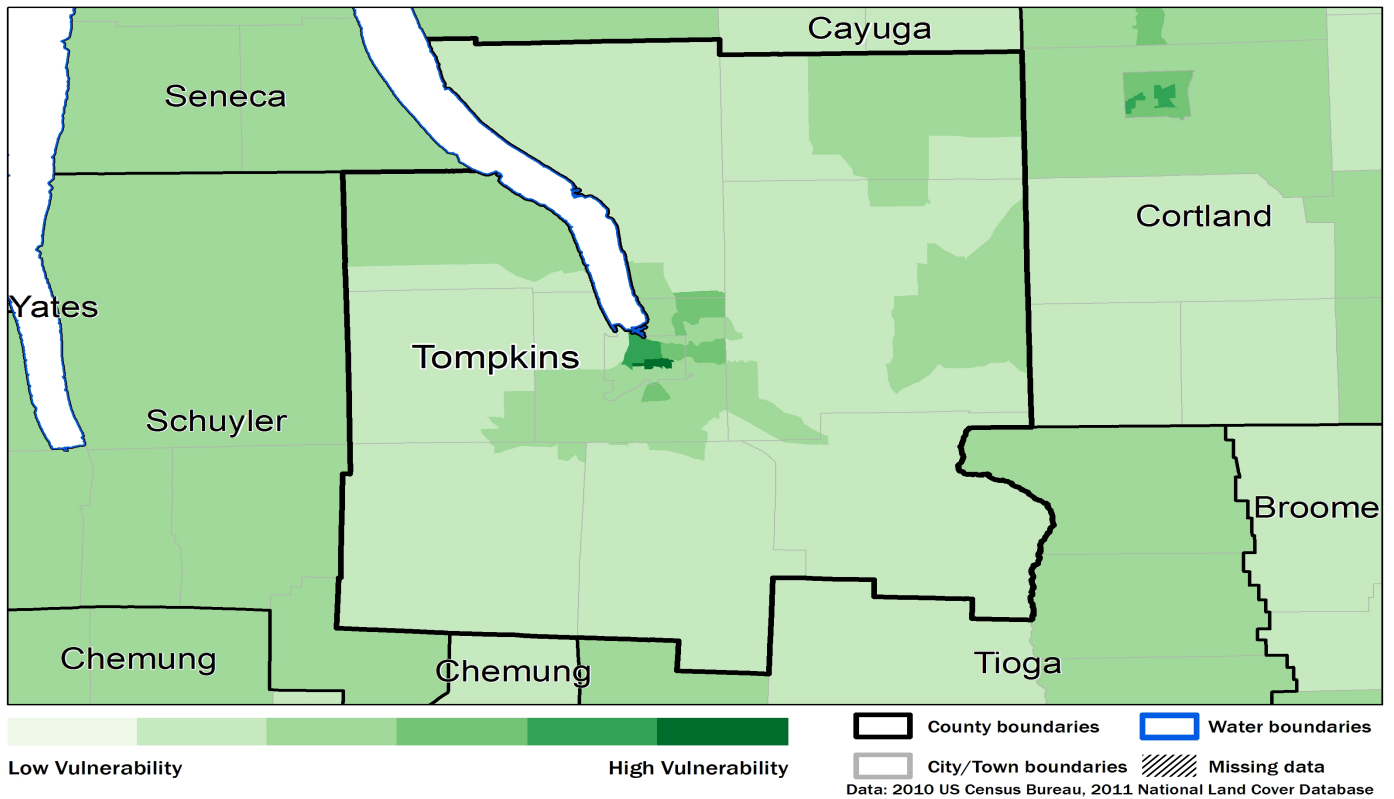 Cayuga
Seneca
Cortland
Yates
Tompkins
Schuyler
Broome
Chemung
Chemung
Tioga
Low Vulnerability
High Vulnerability
County boundaries
Water boundaries
City/Town boundaries
Missing data
Data: 2010 US Census Bureau, 2011 National Land Cover Database